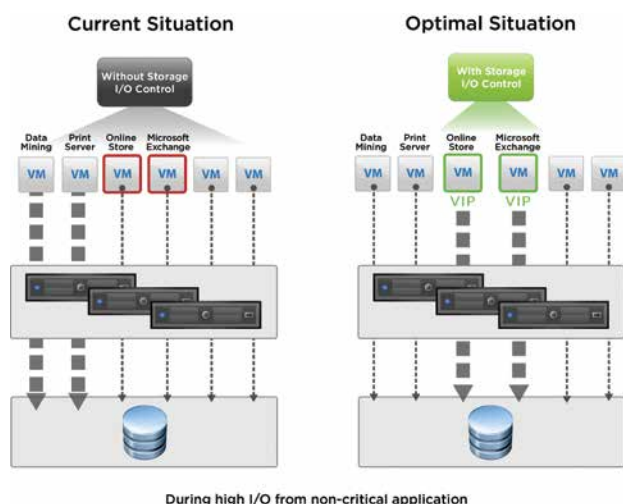 Current Situation
Without Storage
I/O Control
Data
Mining
Print
Server
Online
Store
Microsoft
Exchange
VM
VM
VM
VM
VM
VM
Optimal Situation
With Storage
I/O Control
Data
Mining
Print
Server
Online
Store
Microsoft
Exchange
VM
VM
VM
VM
VM
VM
VIP
VIP
During high I/O from non-critical application